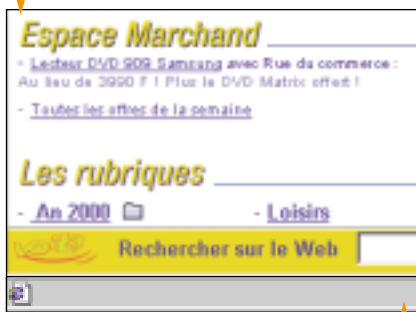 Espace Marchand
- Lecteur DVD 909 Samsung avec Rue du commerce :
Au lieu de 3990 F ! Plus le DVD Matrix offert !
- Toutes les offres de la semaine
Les rubriques
- An 2000 - Loisirs
Rechercher sur le Web